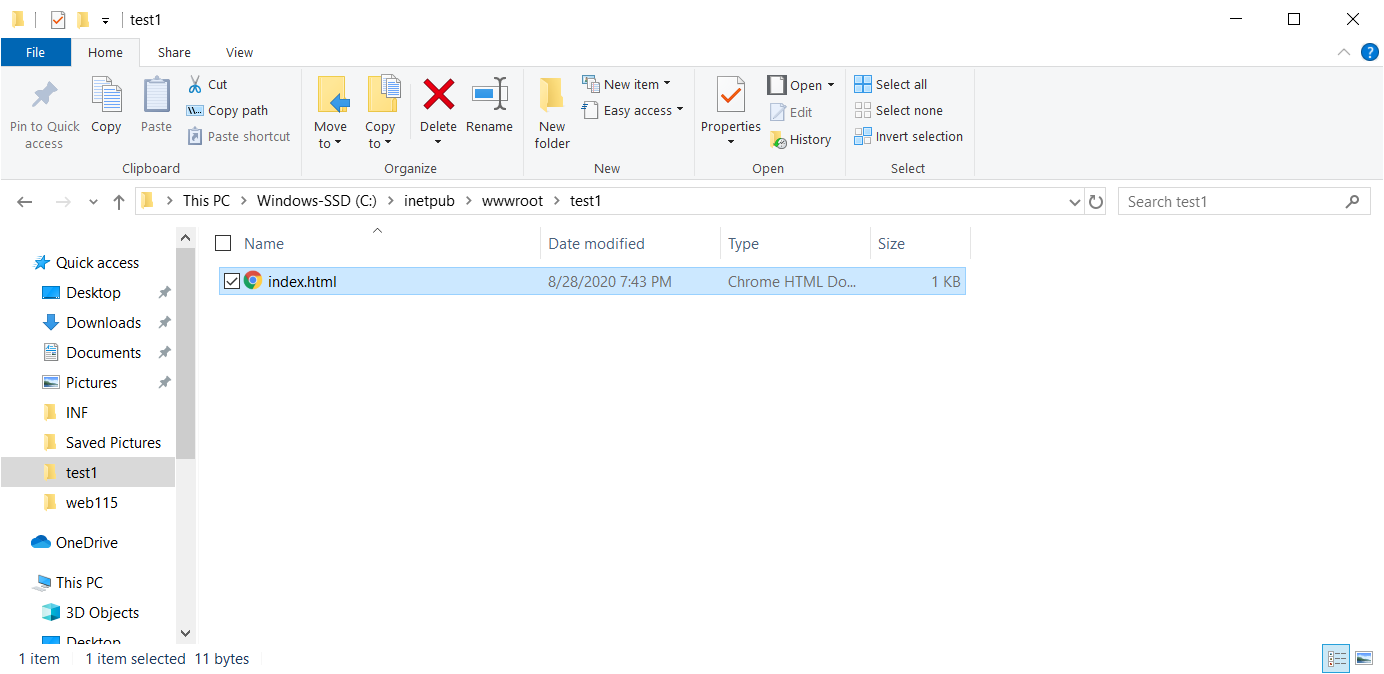 test1
File Home Share View
Pin to Quick access
Copy
Paste
Cut
Copy path
Paste shortcut
Clipboard
Move to
Copy to
Delete
Rename
Organize
New folder
New item
Easy access
New
Properties
Open
Edit
History
Open
Select all
Select none
Invert selection
Select
This PC > Windows-SSD (C:) > inetpub > wwwroot > test1
Search test1
Name Date modified Type Size
index.html 8/28/2020 7:43 PM Chrome HTML Do... 1 KB
Quick access
Desktop
Downloads
Documents
Pictures
INF
Saved Pictures
test1
web115
OneDrive
This PC
3D Objects
Desktop
1 item 1 item selected 11 bytes